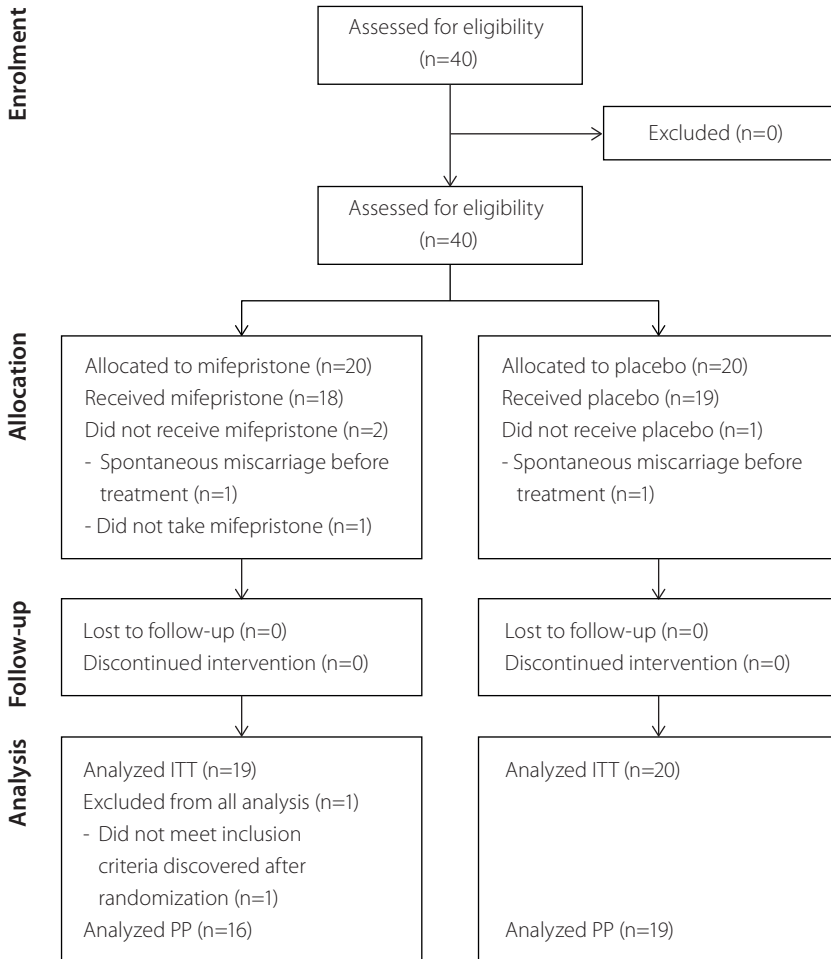 Enrolment
Assessed for eligibility
(n=40)
Excluded (n=0)
Assessed for eligibility
(n=40)
Allocation
Allocated to mifepristone (n=20)
Received mifepristone (n=18)
Did not receive mifepristone (n=2)
- Spontaneous miscarriage before
treatment (n=1)
- Did not take mifepristone (n=1)
Allocated to placebo (n=20)
Received placebo (n=19)
Did not receive placebo (n=1)
- Spontaneous miscarriage before
treatment (n=1)
Follow-up
Lost to follow-up (n=0)
Discontinued intervention (n=0)
Lost to follow-up (n=0)
Discontinued intervention (n=0)
Analysis
Analyzed ITT (n=19)
Excluded from all analysis (n=1)
- Did not meet inclusion
criteria discovered after
randomization (n=1)
Analyzed PP (n=16)
Analyzed ITT (n=20)
Analyzed PP (n=19)